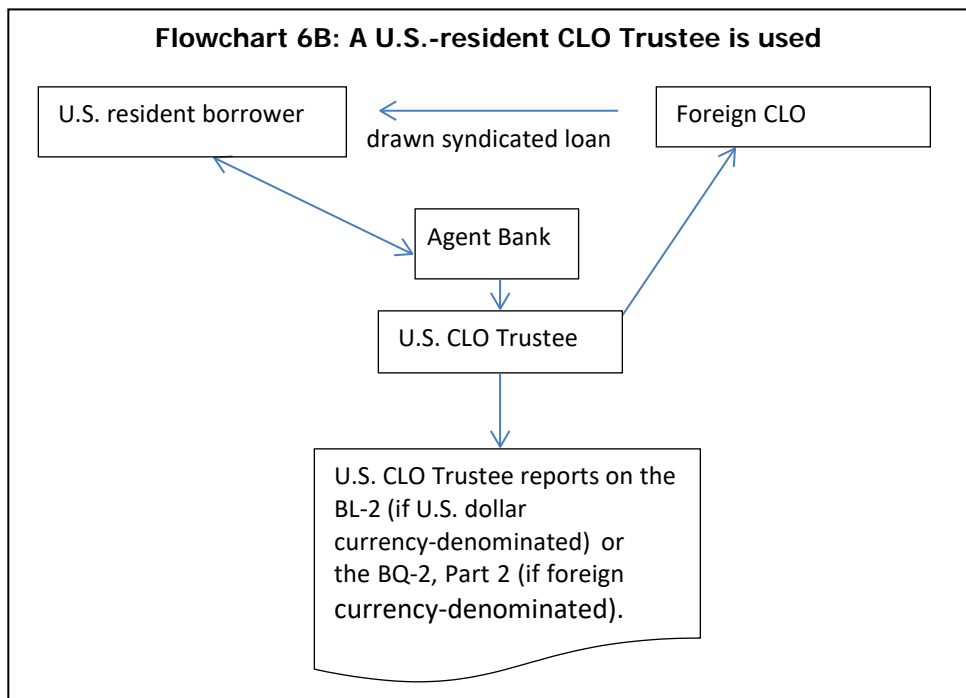 Flowchart 6B: A U.S.-resident CLO Trustee is used
U.S. resident borrower
Foreign CLO
drawn syndicated loan
Agent Bank
U.S. CLO Trustee
U.S. CLO Trustee reports on the
BL-2 (if U.S. dollar
currency-denominated) or
the BQ-2, Part 2 (if foreign
currency-denominated).